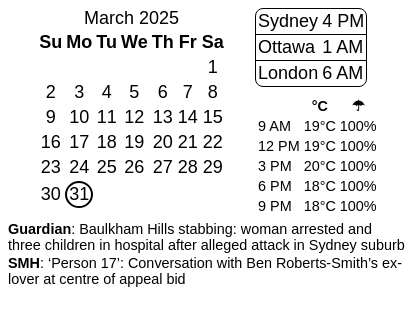 March 2025
Su Mo Tu We Th Fr Sa
1
2 3 4 5 6 7 8
9 10 11 12 13 14 15
16 17 18 19 20 21 22
23 24 25 26 27 28 29
30 31
Sydney 4 PM
Ottawa 1 AM
London 6 AM
°C ☂
9 AM 19°C 100%
12 PM 19°C 100%
3 PM 20°C 100%
6 PM 18°C 100%
9 PM 18°C 100%
Guardian: Baulkham Hills stabbing: woman arrested and
three children in hospital after alleged attack in Sydney suburb
SMH: ‘Person 17’: Conversation with Ben Roberts-Smith’s ex-
lover at centre of appeal bid